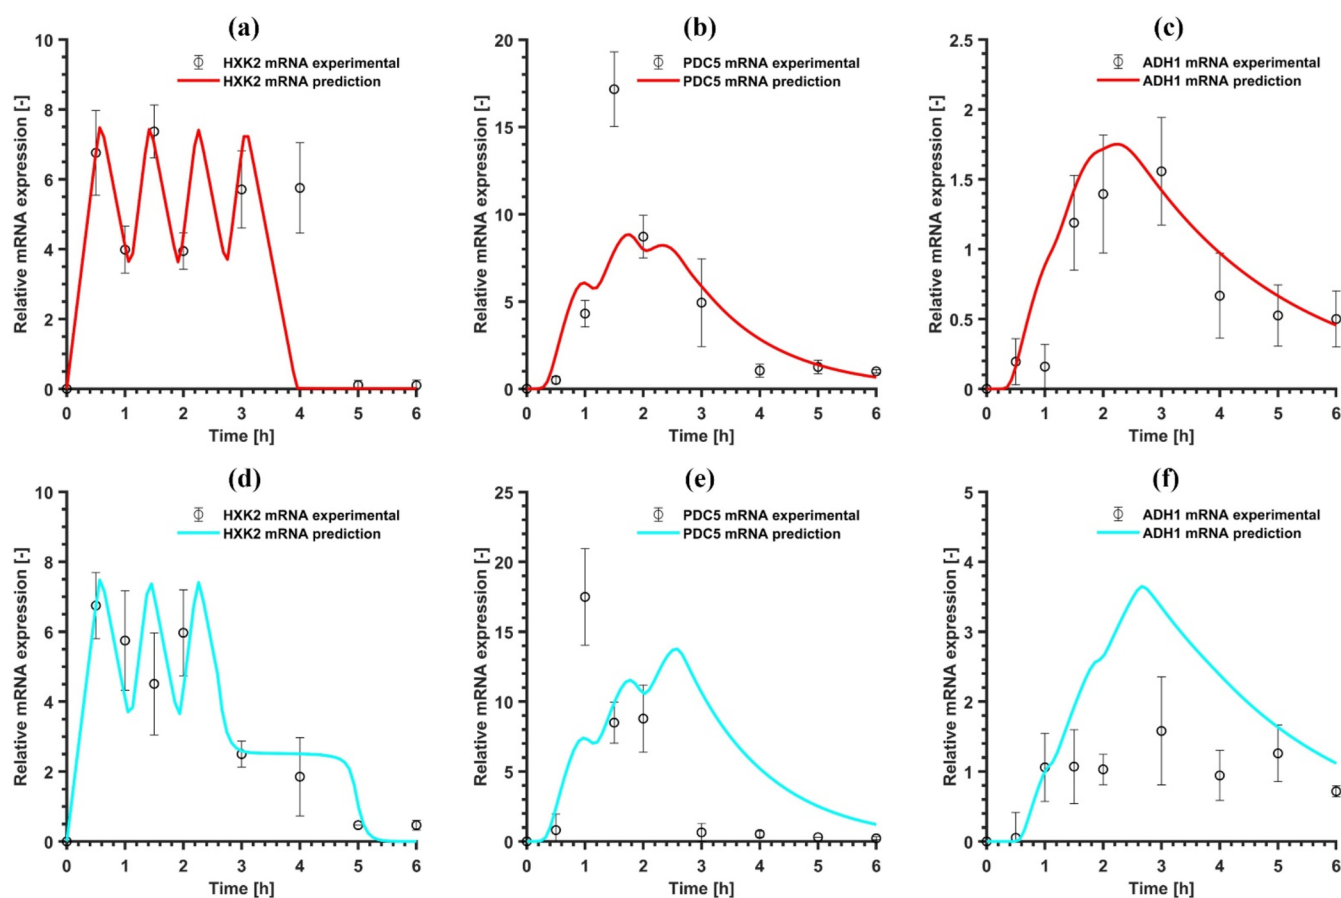 (a)
10
8
6
4
2
0
Relative mRNA expression [-]
HXK2 mRNA experimental
HXK2 mRNA prediction
0 1 2 3 4 5 6
Time [h]
(b)
20
15
10
5
0
Relative mRNA expression [-]
PDC5 mRNA experimental
PDC5 mRNA prediction
0 1 2 3 4 5 6
Time [h]
(c)
2.5
2
1.5
1
0.5
0
Relative mRNA expression [-]
ADH1 mRNA experimental
ADH1 mRNA prediction
0 1 2 3 4 5 6
Time [h]
(d)
10
8
6
4
2
0
Relative mRNA expression [-]
HXK2 mRNA experimental
HXK2 mRNA prediction
0 1 2 3 4 5 6
Time [h]
(e)
25
20
15
10
5
0
Relative mRNA expression [-]
PDC5 mRNA experimental
PDC5 mRNA prediction
0 1 2 3 4 5 6
Time [h]
(f)
5
4
3
2
1
0
Relative mRNA expression [-]
ADH1 mRNA experimental
ADH1 mRNA prediction
0 1 2 3 4 5 6
Time [h]